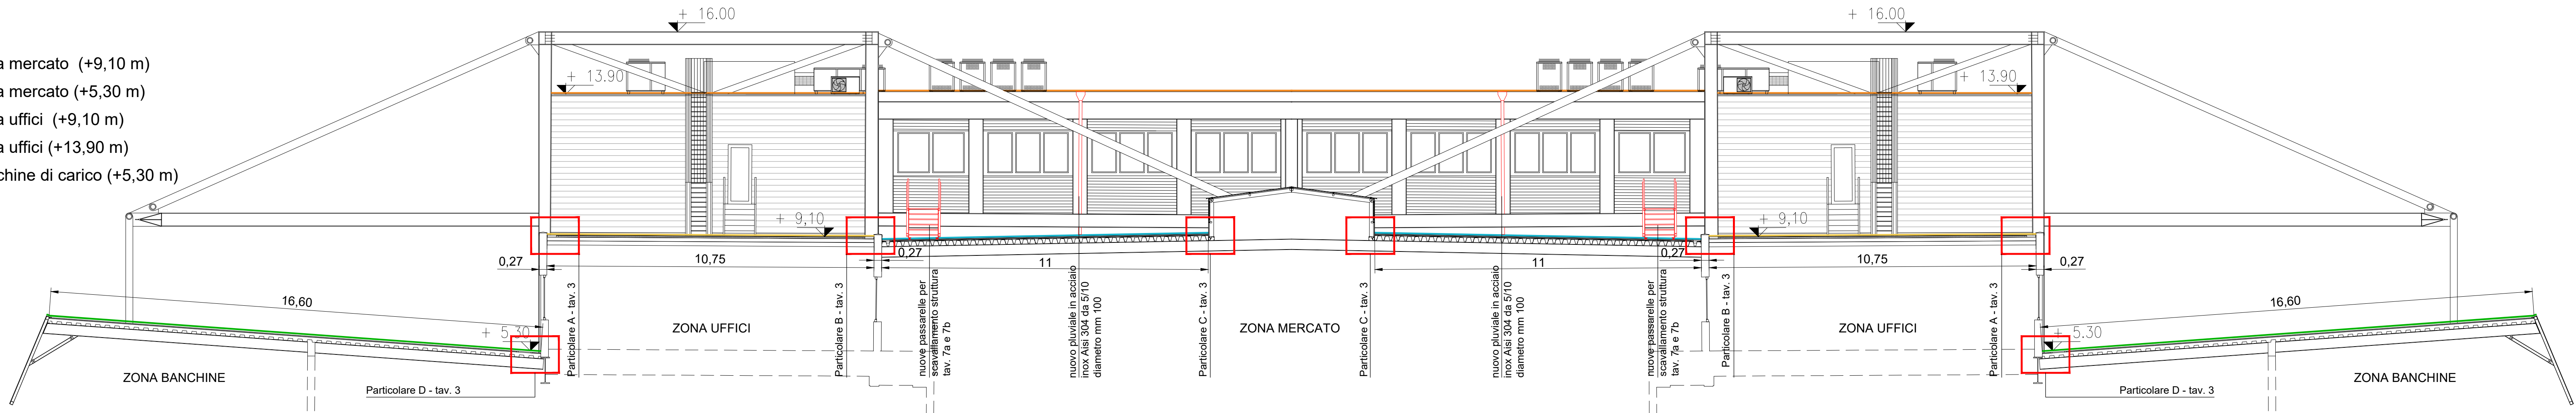 + 16.00
+ 16.00
a mercato (+9,10 m)
a mercato (+5,30 m)
a uffici (+9,10 m)
a uffici (+13,90 m)
chine di carico (+5,30 m)
+ 13.90
+ 13.90
+ 9,10
+ 9,10
0,27
10,75
0,27
11
11
0,27
10,75
0,27
16,60
16,60
+ 5.30
+ 5.30
Particolare A - tav. 3
Particolare B - tav. 3
nuove passarelle per
scavallamento struttura
tav. 7a e 7b
nuovo pluviale in acciaio
inox Aisi 304 da 5/10
diametro mm 100
Particolare C - tav. 3
Particolare C - tav. 3
nuovo pluviale in acciaio
inox Aisi 304 da 5/10
diametro mm 100
nuove passarelle per
scavallamento struttura
tav. 7a e 7b
Particolare B - tav. 3
Particolare A - tav. 3
ZONA UFFICI
ZONA MERCATO
ZONA UFFICI
ZONA BANCHINE
ZONA BANCHINE
Particolare D - tav. 3
Particolare D - tav. 3